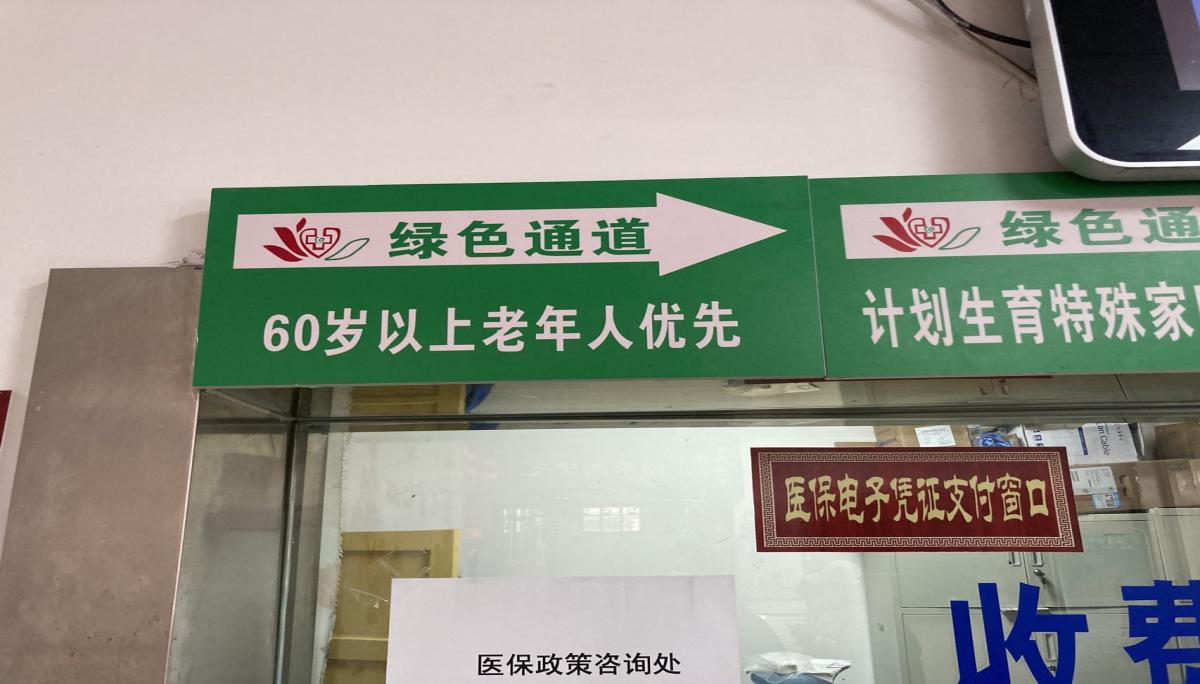 绿色通道
60岁以上老年人优先
绿色通
计划生育特殊家
医保电子凭证支付窗口
收费
医保政策咨询处